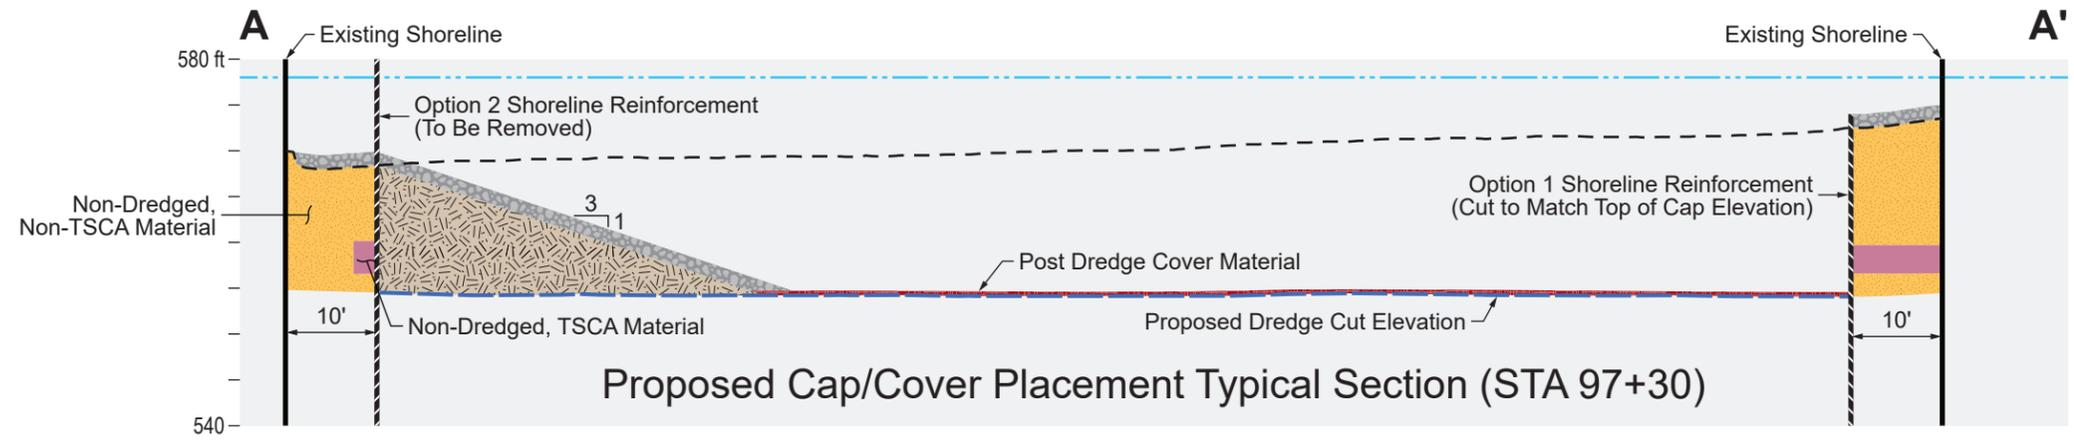 A
Existing Shoreline
Existing Shoreline
A'
580 ft
Option 2 Shoreline Reinforcement
(To Be Removed)
Non-Dredged,
Non-TSCA Material
3
1
Option 1 Shoreline Reinforcement
(Cut to Match Top of Cap Elevation)
Post Dredge Cover Material
10'
Non-Dredged, TSCA Material
Proposed Dredge Cut Elevation
10'
Proposed Cap/Cover Placement Typical Section (STA 97+30)
540